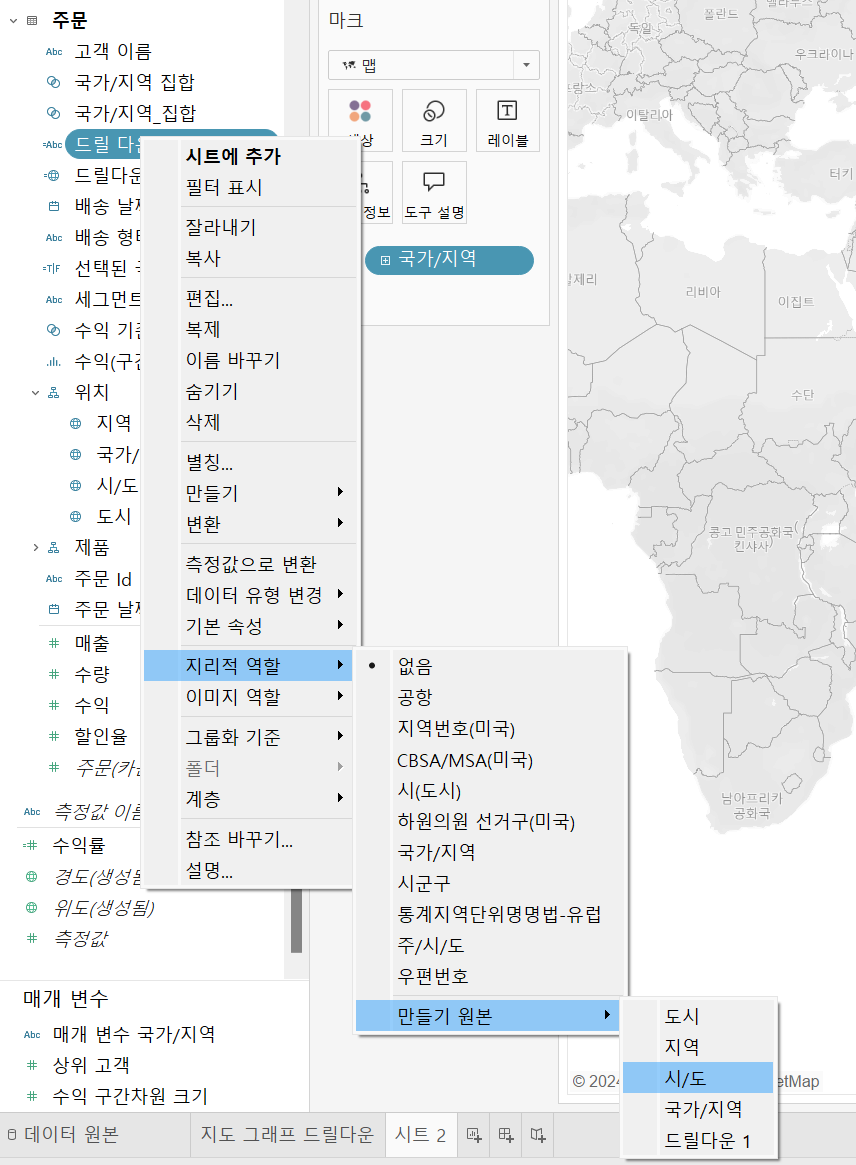 주문
Abc 고객 이름
국가/지역 집합
국가/지역_집합
=Abc 드릴 다운
드릴다운
배송 날짜
Abc 배송 형태
=T|F 선택된
Abc 세그먼트
수익 기준
수익(구간
위치
지역
국가/
시/도
도시
제품
Abc 주문 Id
주문 날짜
# 매출
# 수량
# 수익
# 할인율
# 주문(카운
Abc 측정값 이름
=# 수익률
경도(생성됨
위도(생성됨)
# 측정값
매개 변수
Abc 매개 변수 국가/지역
# 상위 고객
# 수익 구간차원 크기
마크
맵
색상
크기
레이블
정보
도구 설명
국가/지역
시트에 추가
필터 표시
잘라내기
복사
편집...
복제
이름 바꾸기
숨기기
삭제
별칭...
만들기
변환
측정값으로 변환
데이터 유형 변경
기본 속성
지리적 역할
이미지 역할
그룹화 기준
폴더
계층
참조 바꾸기...
설명...
없음
공항
지역번호(미국)
CBSA/MSA(미국)
시(도시)
하원의원 선거구(미국)
국가/지역
시군구
통계지역단위명명법-유럽
주/시/도
우편번호
만들기 원본
도시
지역
시/도
국가/지역
드릴다운 1
벨라루스
폴란드
우크라이나
프랑스
이탈리아
터키
알제리
리비아
이집트
수단
콩고 민주공화국
킨샤사
남아프리카
공화국
© 2024
etMap
데이터 원본
지도 그래프 드릴다운
시트 2